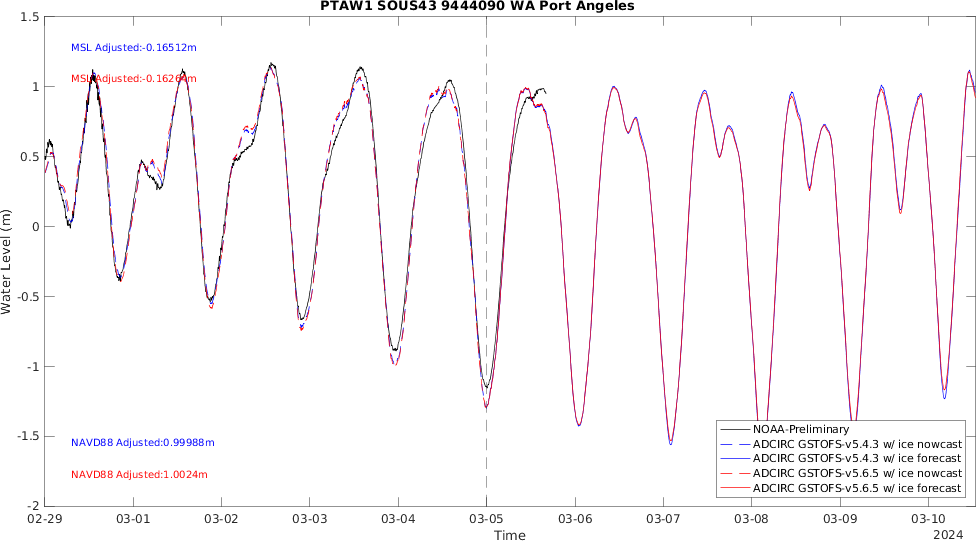 PTAW1 SOUS43 9444090 WA Port Angeles
1.5
1
0.5
0
-0.5
-1
-1.5
-2
Water Level (m)
MSL Adjusted:-0.16512m
MSL Adjusted:-0.16264m
NAVD88 Adjusted:0.99988m
NAVD88 Adjusted:1.0024m
NOAA-Preliminary
ADCIRC GSTOFS-v5.4.3 w/ ice nowcast
ADCIRC GSTOFS-v5.4.3 w/ ice forecast
ADCIRC GSTOFS-v5.6.5 w/ ice nowcast
ADCIRC GSTOFS-v5.6.5 w/ ice forecast
02-29 03-01 03-02 03-03 03-04 03-05 03-06 03-07 03-08 03-09 03-10
Time
2024